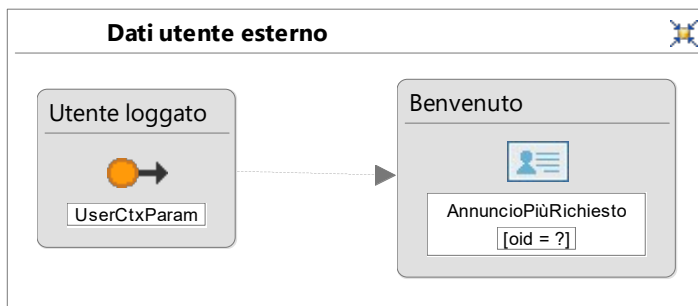 Dati utente esterno
Utente loggato
UserCtxParam
Benvenuto
AnnuncioPiùRichiesto
[oid = ?]